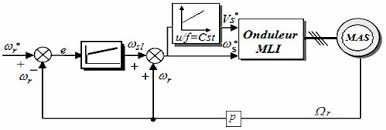 u/f=Cst
Vs*
ωs*
Onduleur
MLI
MAS
ωr*
+
-
ωr
e
ωsl
+
+
ωr
p
Ωr